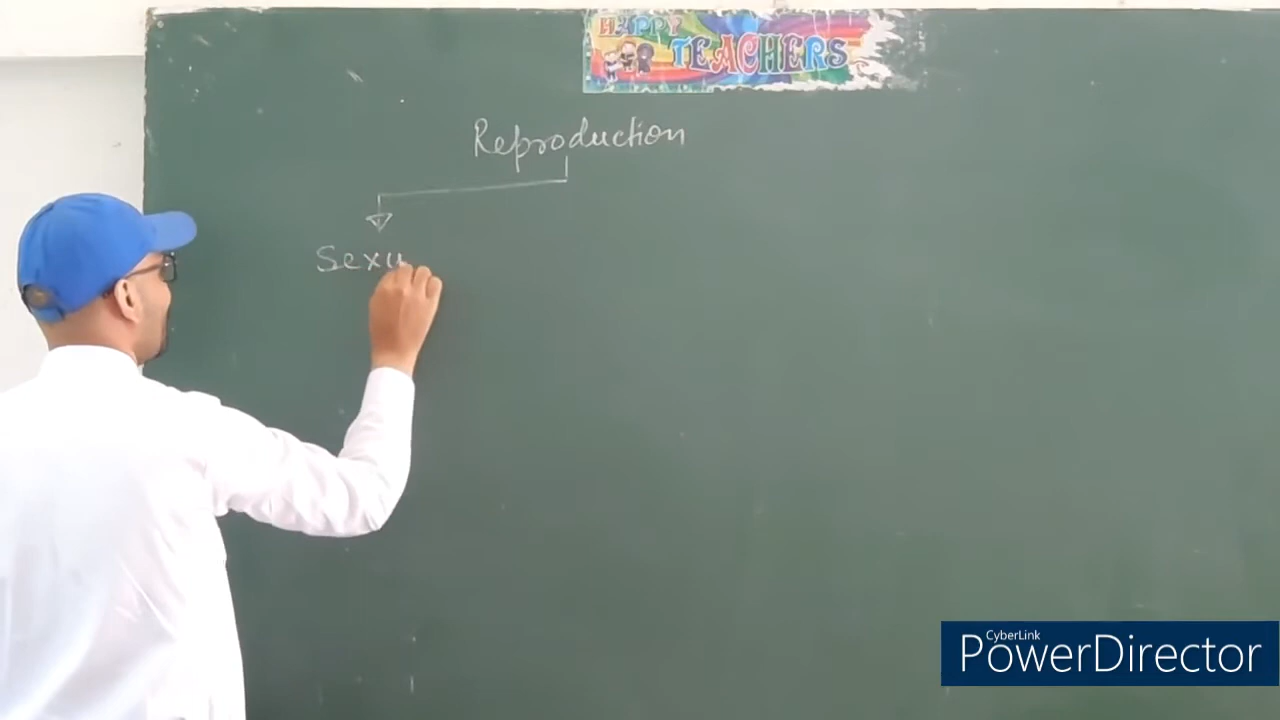 HAPPY
TEACHERS
Reproduction
Sexu
CyberLink
PowerDirector